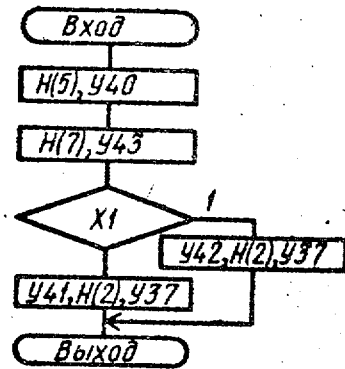 Вход
Н(5),У40
Н(7),У43
Х1
1
У42,Н(2),У37
У41,Н(2),У37
Выход